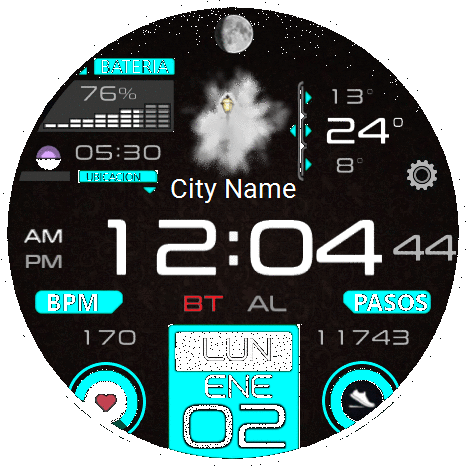 BATERIA
76%
13°
24°
8°
05:30
UBICACION
City Name
AM
PM
12:04
44
BPM
BT
AL
PASOS
170
11743
LUN
ENE
02